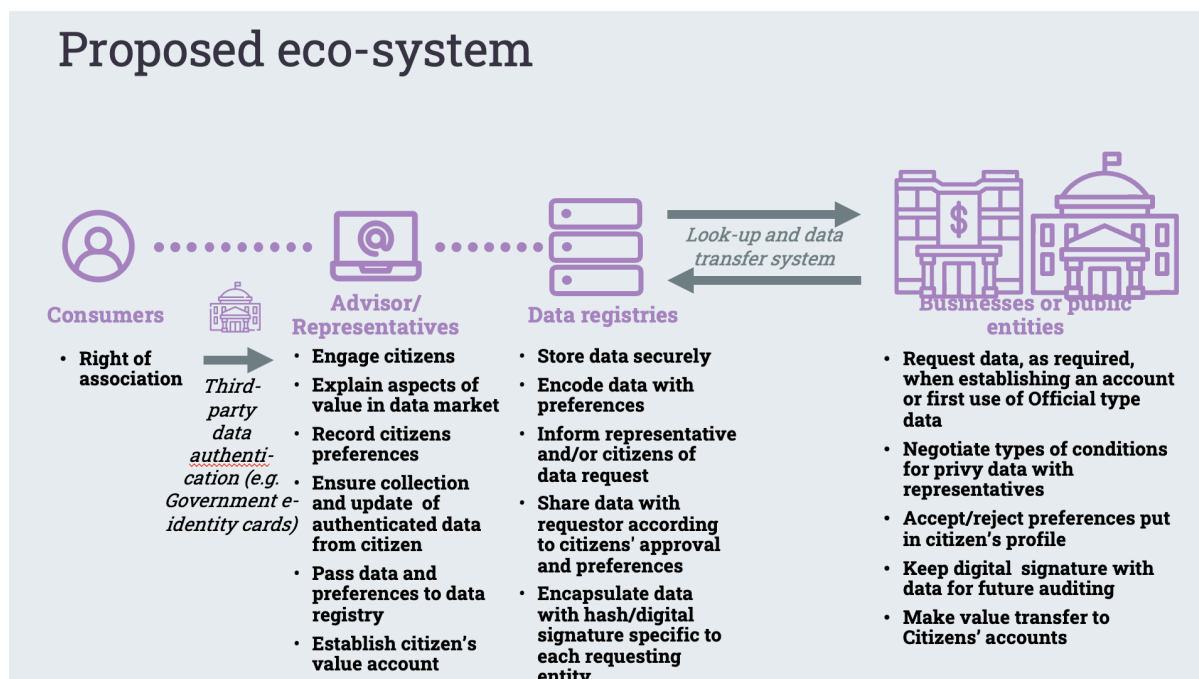 Proposed eco-system
Consumers
• Right of
association
Third-
party
data
authenti-
cation (e.g.
Government e-
identity cards)
Advisor/
Representatives
• Engage citizens
• Explain aspects of
value in data market
• Record citizens
preferences
• Ensure collection
and update of
authenticated data
from citizen
• Pass data and
preferences to data
registry
• Establish citizen's
value account
Data registries
• Store data securely
• Encode data with
preferences
• Inform representative
and/or citizens of
data request
• Share data with
requestor according
to citizens' approval
and preferences
• Encapsulate data
with hash/digital
signature specific to
each requesting
entity
Look-up and data
transfer system
$
Businesses or public
entities
• Request data, as required,
when establishing an account
or first use of Official type
data
• Negotiate types of conditions
for privy data with
representatives
• Accept/reject preferences put
in citizen's profile
• Keep digital signature with
data for future auditing
• Make value transfer to
Citizens' accounts